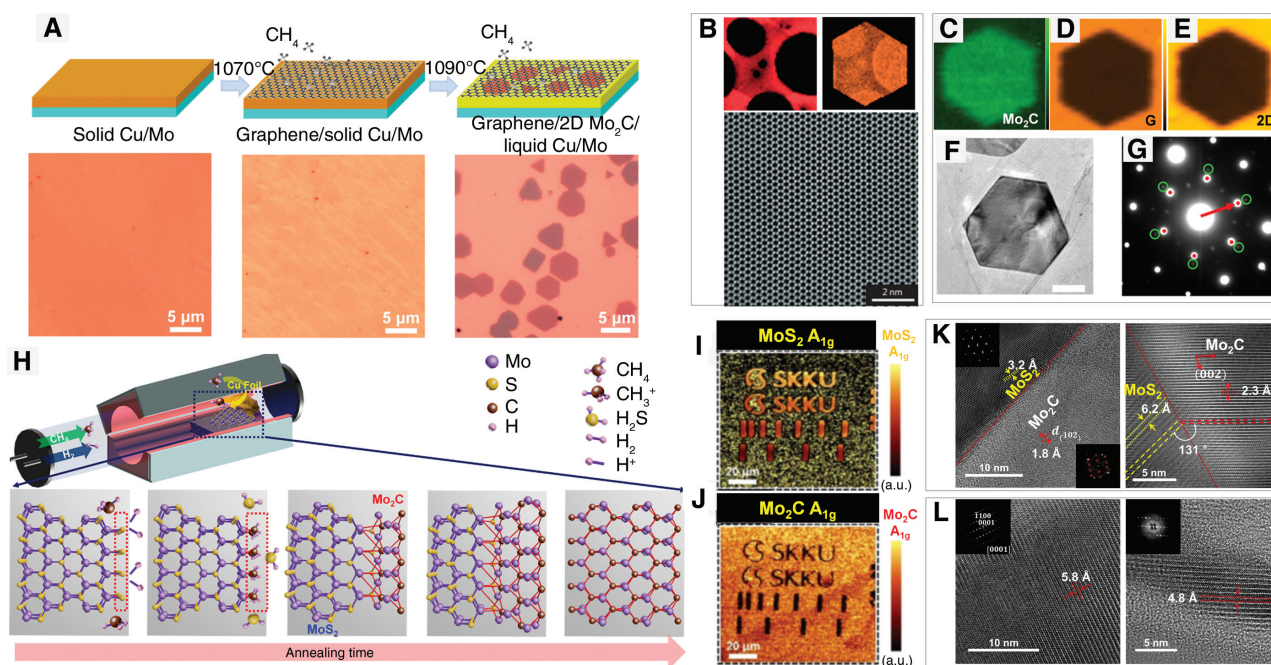 A
CH4
CH4
1070°C
1090°C
Solid Cu/Mo
Graphene/solid Cu/Mo
Graphene/2D Mo2C/
liquid Cu/Mo
5 μm
5 μm
5 μm
B
2 nm
C
Mo2C
D
G
E
2D
F
G
H
Cu Foil
CH4
H2
Mo
S
C
H
CH4
CH3+
H2S
H2
H+
Mo2C
MoS2
Annealing time
I
MoS2 A1g
MoS2
A1g
SKKU
SKKU
20 μm
(a.u.)
J
Mo2C A1g
Mo2C
A1g
SKKU
SKKU
20 μm
(a.u.)
K
3.2 Å
MoS2
Mo2C
d(102)
1.8 Å
10 nm
Mo2C
(002)
2.3 Å
MoS2
6.2 Å
131
5 nm
L
1̄100
0001
[0001]
5.8 Å
10 nm
4.8 Å
5 nm